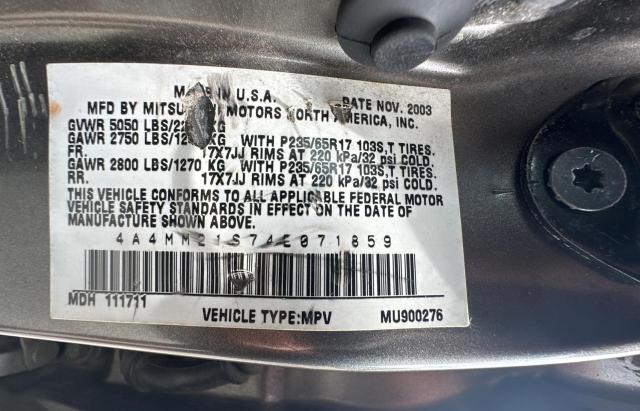 MADE IN U.S.A. DATE NOV. 2003
MFD BY MOTORS NORTH AMERICA, INC.
GVWR 5050 LBS/
GAWR 2750 LBS/ KG WITH P235/65R17 103S,T TIRES.
FR. 17X7JJ RIMS AT 220 kPa/32 psi COLD.
GAWR 2800 LBS/1270 KG WITH P235/65R17 103S,T TIRES.
RR. 17X7JJ RIMS AT 220 kPa/32 psi COLD.
THIS VEHICLE CONFORMS TO ALL APPLICABLE FEDERAL MOTOR
VEHICLE SAFETY STANDARDS IN EFFECT ON THE DATE OF
MANUFACTURE SHOWN ABOVE.
4A4MM21S74E071859
MDH 111711
VEHICLE TYPE:MPV MU900276